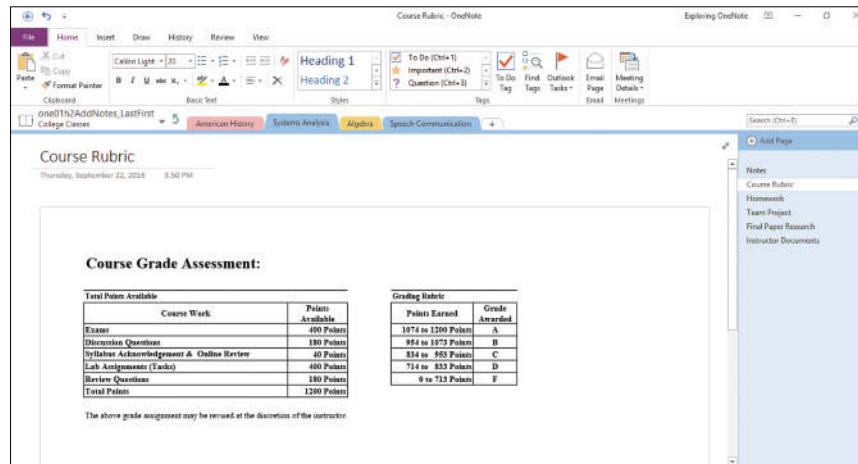 Course Rubric - OneNote
Exploring OneNote
File Home Insert Draw History Review View
Paste
Cut
Copy
Format Painter
Clipboard
Calibri Light 20
B I U abc
Basic Text
Heading 1
Heading 2
Styles
To Do (Ctrl+1)
Important (Ctrl+2)
Question (Ctrl+3)
To Do Tag
Find Tags
Outlook Tasks
Tags
Email Page
Email
Meeting Details
Meetings
one01h2AddNotes_LastFirst
College Classes
5
American History Systems Analysis Algebra Speech Communication +
Search (Ctrl+E)
Add Page
Notes
Course Rubric
Homework
Team Project
Final Paper Research
Instructor Documents
Course Rubric
Thursday, September 22, 2016 3:50 PM
Course Grade Assessment:
Total Points Available
Course Work Points Available
Exams 400 Points
Discussion Questions 180 Points
Syllabus Acknowledgement & Online Review 40 Points
Lab Assignments (Tasks) 400 Points
Review Questions 180 Points
Total Points 1200 Points
Grading Rubric
Points Earned Grade Awarded
1074 to 1200 Points A
954 to 1073 Points B
834 to 953 Points C
714 to 833 Points D
0 to 713 Points F
The above grade assignment may be revised at the discretion of the instructor.